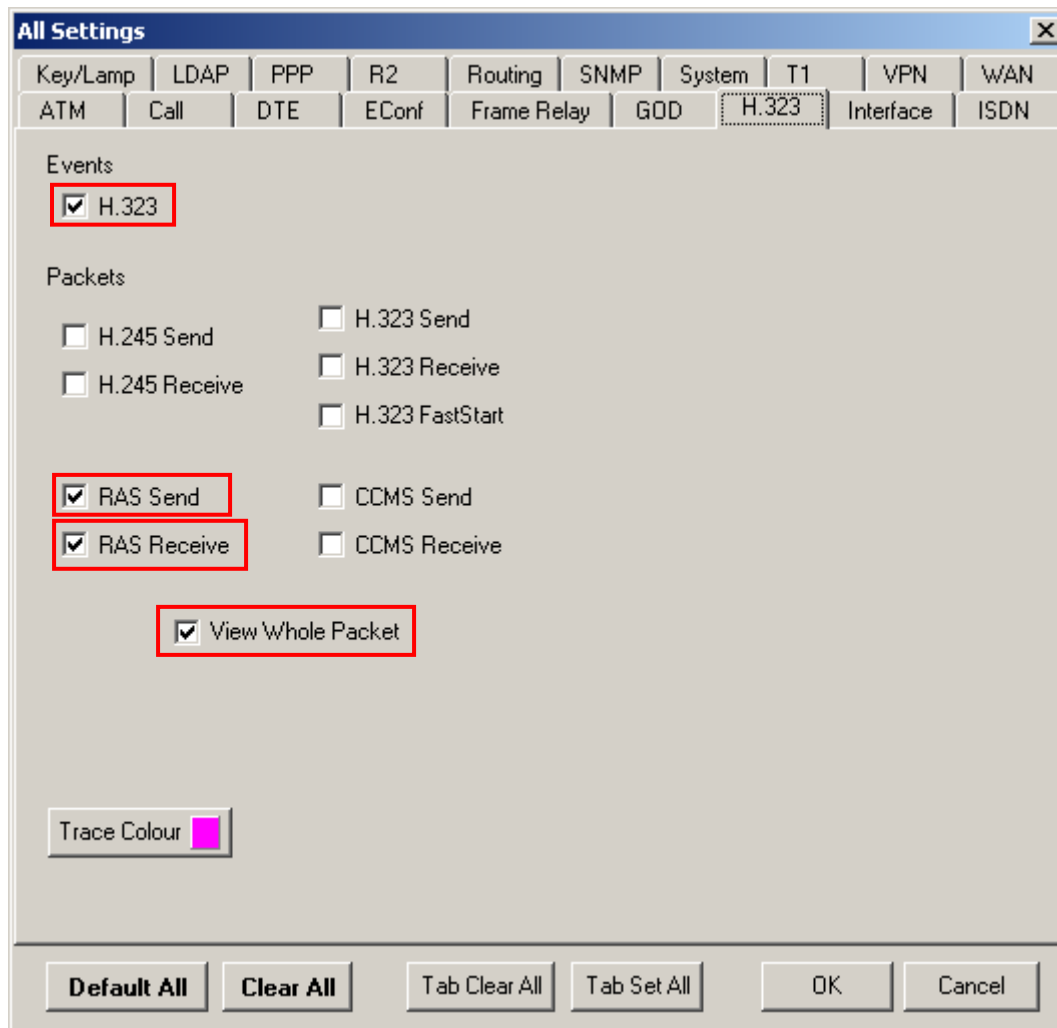 All Settings
Key/Lamp LDAP PPP R2 Routing SNMP System T1 VPN WAN
ATM Call DTE EConf Frame Relay GOD H.323 Interface ISDN
Events
H.323
Packets
H.245 Send
H.245 Receive
H.323 Send
H.323 Receive
H.323 FastStart
RAS Send
RAS Receive
CCMS Send
CCMS Receive
View Whole Packet
Trace Colour
Default All Clear All Tab Clear All Tab Set All OK Cancel